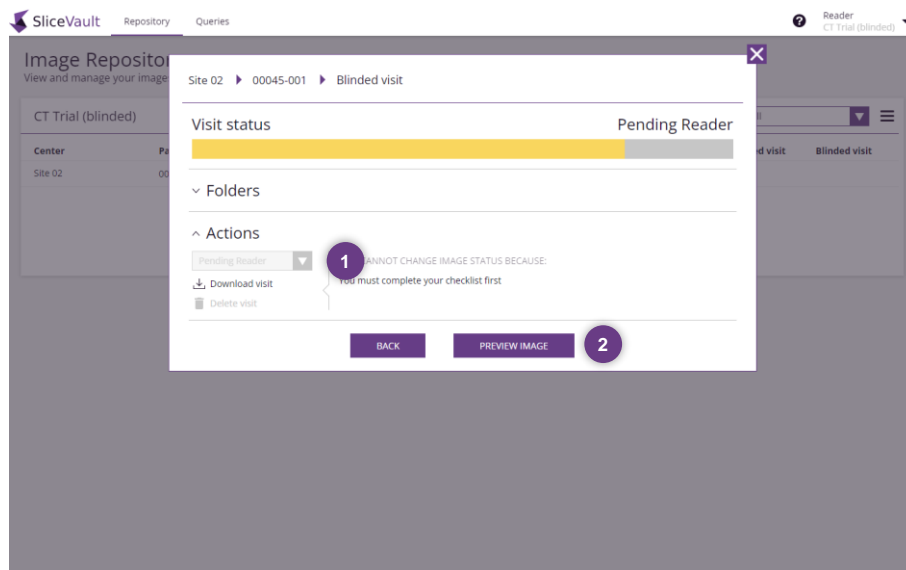 SliceVault Repository Queries
Reader
CT Trial (blinded)
Image Repositor
View and manage your image
Site 02 00045-001 Blinded visit
CT Trial (blinded)
Visit status Pending Reader
Center Pa d visit Blinded visit
Site 02 00
Folders
Actions
Pending Reader
1
ANNOT CHANGE IMAGE STATUS BECAUSE:
Download visit
You must complete your checklist first
Delete visit
BACK PREVIEW IMAGE
2